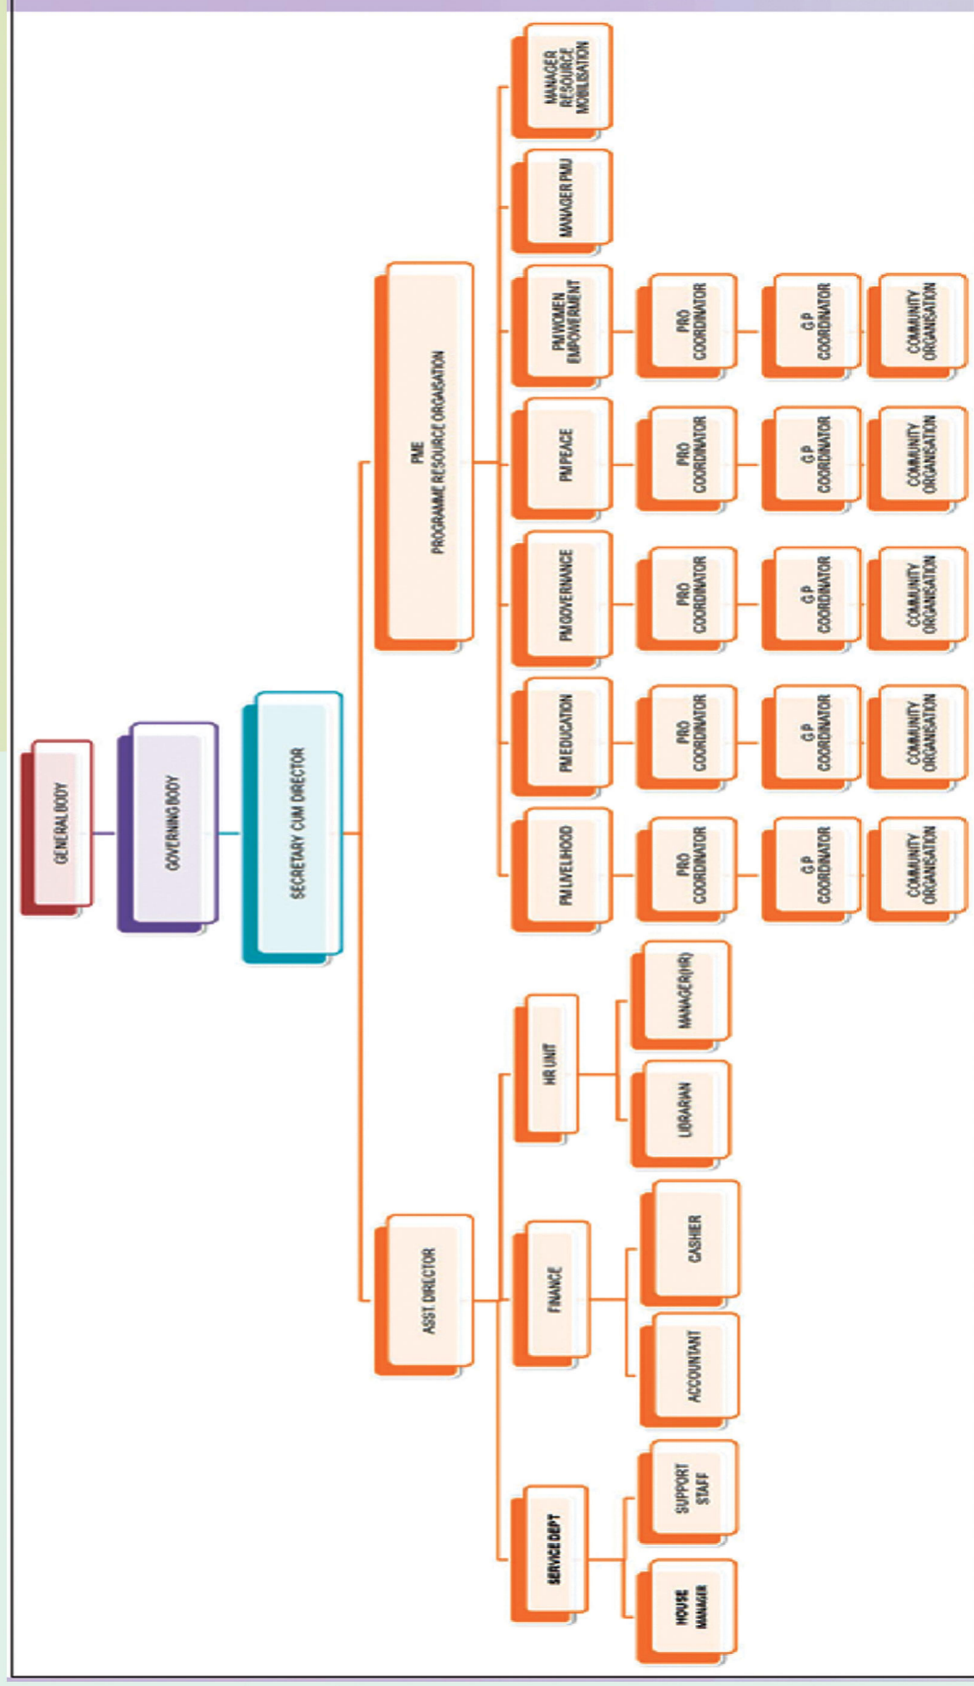 GENERAL BODY
GOVERNING BODY
SECRETARY CUM DIRECTOR
ASST. DIRECTOR
PME
PROGRAMME RESOURCE ORGAISATION
SERVICE DEPT
FINANCE
HR UNIT
PM LIVELIHOOD
PM EDUCATION
PM GOVERNANCE
PM PEACE
PM WOMEN
EMPOWERMENT
MANAGER PMU
MANAGER
RESOURCE
MOBILISATION
HOUSE
MANAGER
SUPPORT
STAFF
ACCOUNTANT
CASHIER
LIBRARIAN
MANAGER(HR)
PRO
COORDINATOR
PRO
COORDINATOR
PRO
COORDINATOR
PRO
COORDINATOR
PRO
COORDINATOR
G.P
COORDINATOR
G.P
COORDINATOR
G.P
COORDINATOR
G.P
COORDINATOR
G.P
COORDINATOR
COMMUNITY
ORGANISATION
COMMUNITY
ORGANISATION
COMMUNITY
ORGANISATION
COMMUNITY
ORGANISATION
COMMUNITY
ORGANISATION